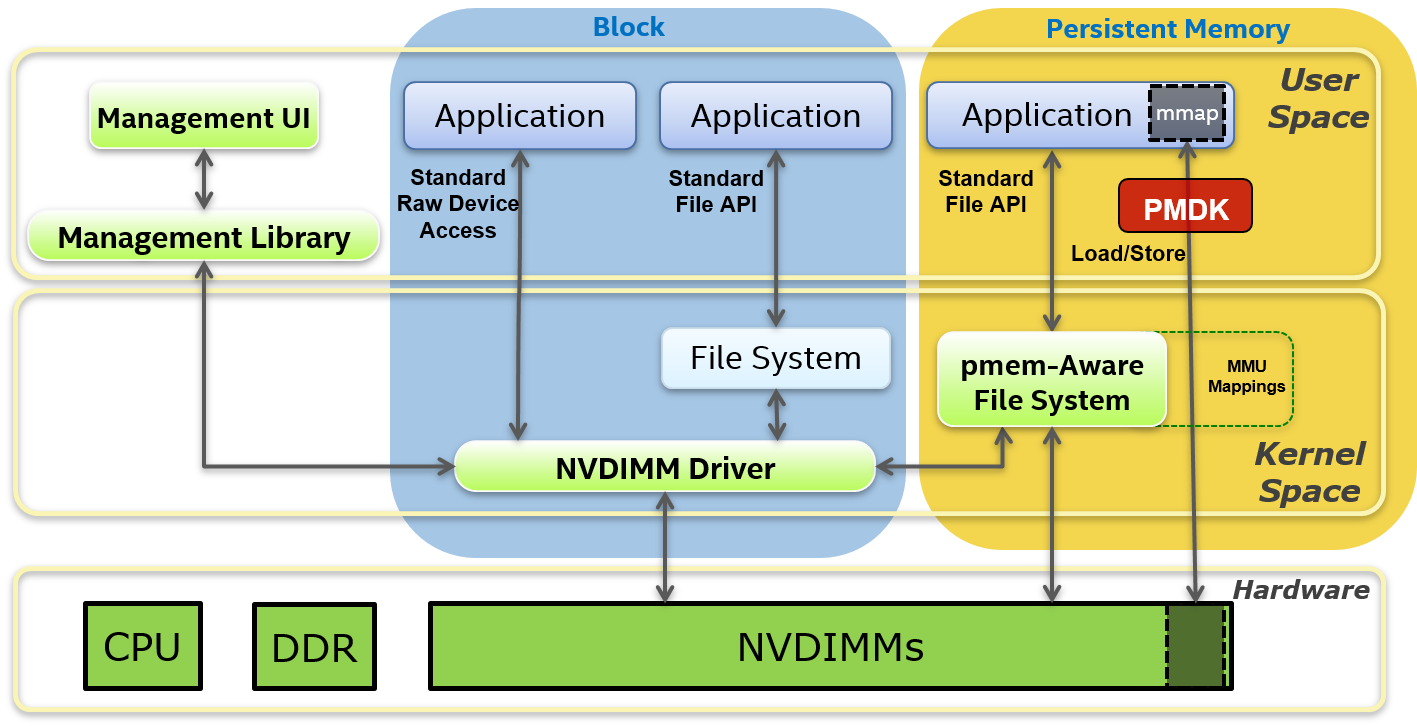 Block
Persistent Memory
User
Space
Management UI
Application
Application
Application
mmap
Standard
Raw Device
Access
Standard
File API
Standard
File API
PMDK
Management Library
Load/Store
File System
pmem-Aware
File System
MMU
Mappings
NVDIMM Driver
Kernel
Space
Hardware
CPU
DDR
NVDIMMs